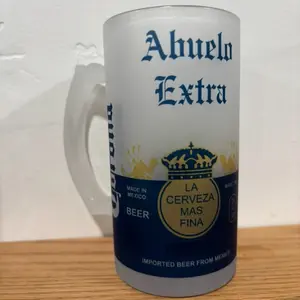 Abuelo
Extra
Corona
MADE IN
MEXICO
BEER
LA
CERVEZA
MAS
FINA
IMPORTED BEER FROM MEXICO